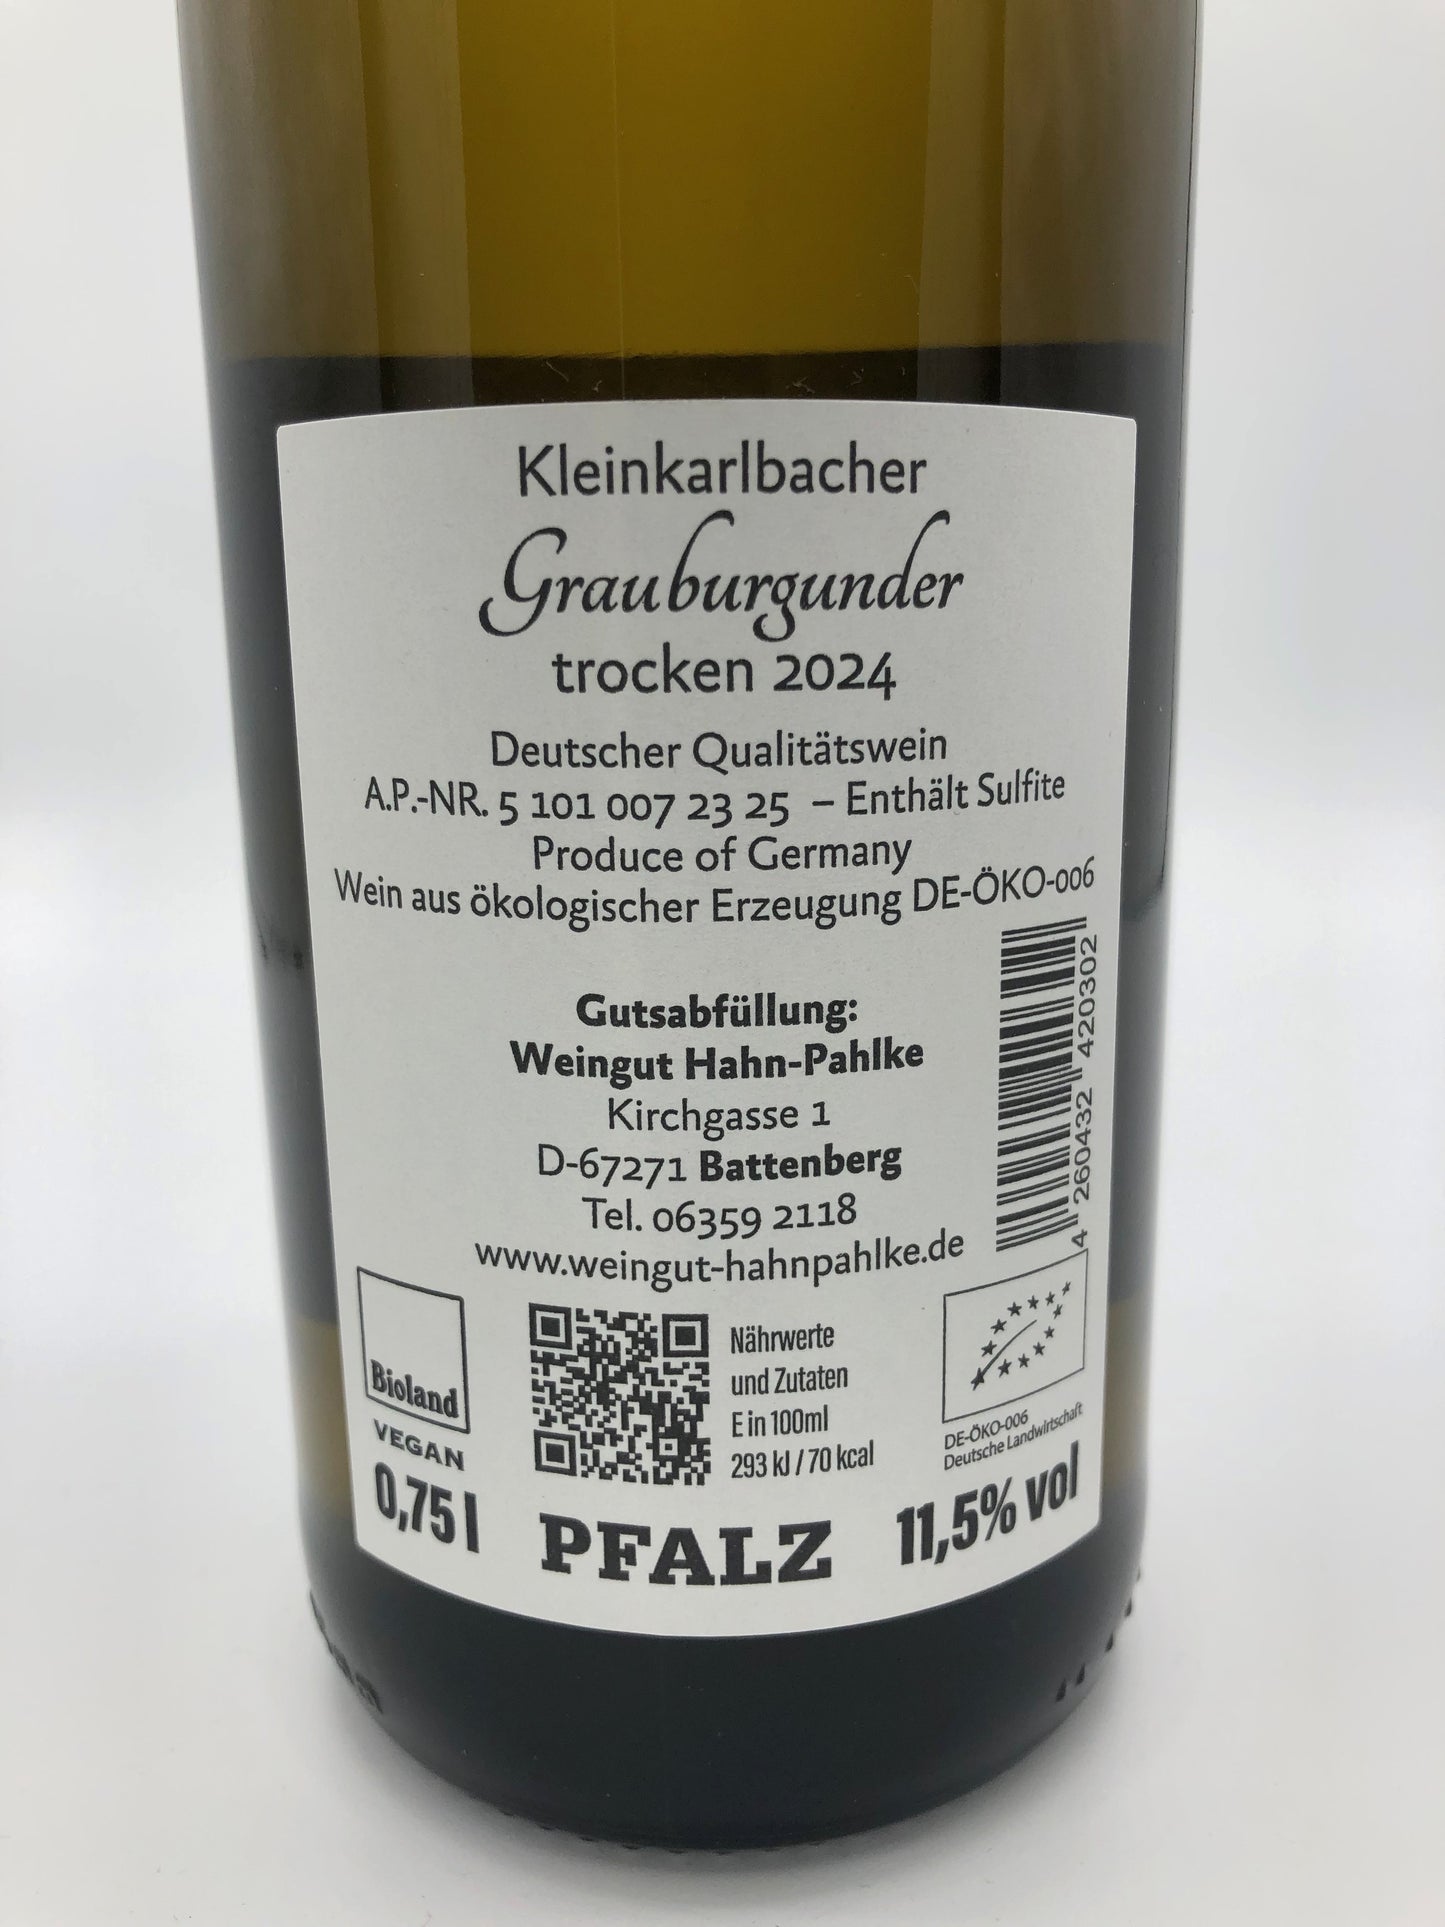 Kleinkarlbacher
Grauburgunder
trocken 2024
Deutscher Qualitätswein
A.P.-NR. 5 101 007 23 25 – Enthält Sulfite
Produce of Germany
Wein aus ökologischer Erzeugung DE-ÖKO-006
Gutsabfüllung:
Weingut Hahn-Pahlke
Kirchgasse 1
D-67271 Battenberg
Tel. 06359 2118
www.weingut-hahnpahlke.de
4 260432 420302
Bioland
VEGAN
Nährwerte
und Zutaten
E in 100ml
293 kJ / 70 kcal
DE-ÖKO-006
Deutsche Landwirtschaft
0,75 l
PFALZ
11,5% vol